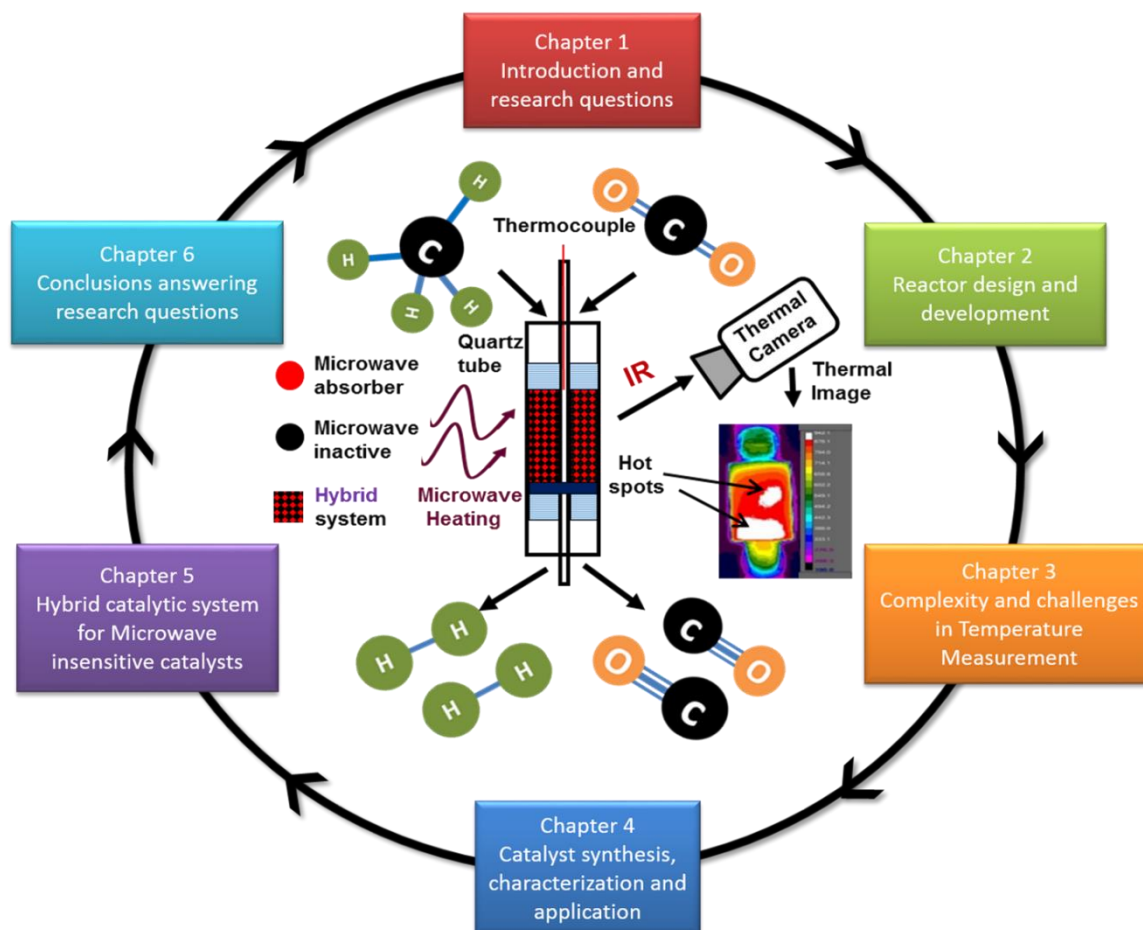 Chapter 1
Introduction and
research questions
Chapter 2
Reactor design and
development
Chapter 3
Complexity and challenges
in Temperature
Measurement
Chapter 4
Catalyst synthesis,
characterization and
application
Chapter 5
Hybrid catalytic system
for Microwave
insensitive catalysts
Chapter 6
Conclusions answering
research questions
H
H
C
H
H
O
C
O
Thermocouple
Quartz
tube
Thermal
Camera
IR
Thermal
Image
Microwave
absorber
Microwave
inactive
Hybrid
system
Microwave
Heating
Hot
spots
H
H
H
H
C
O
O
C